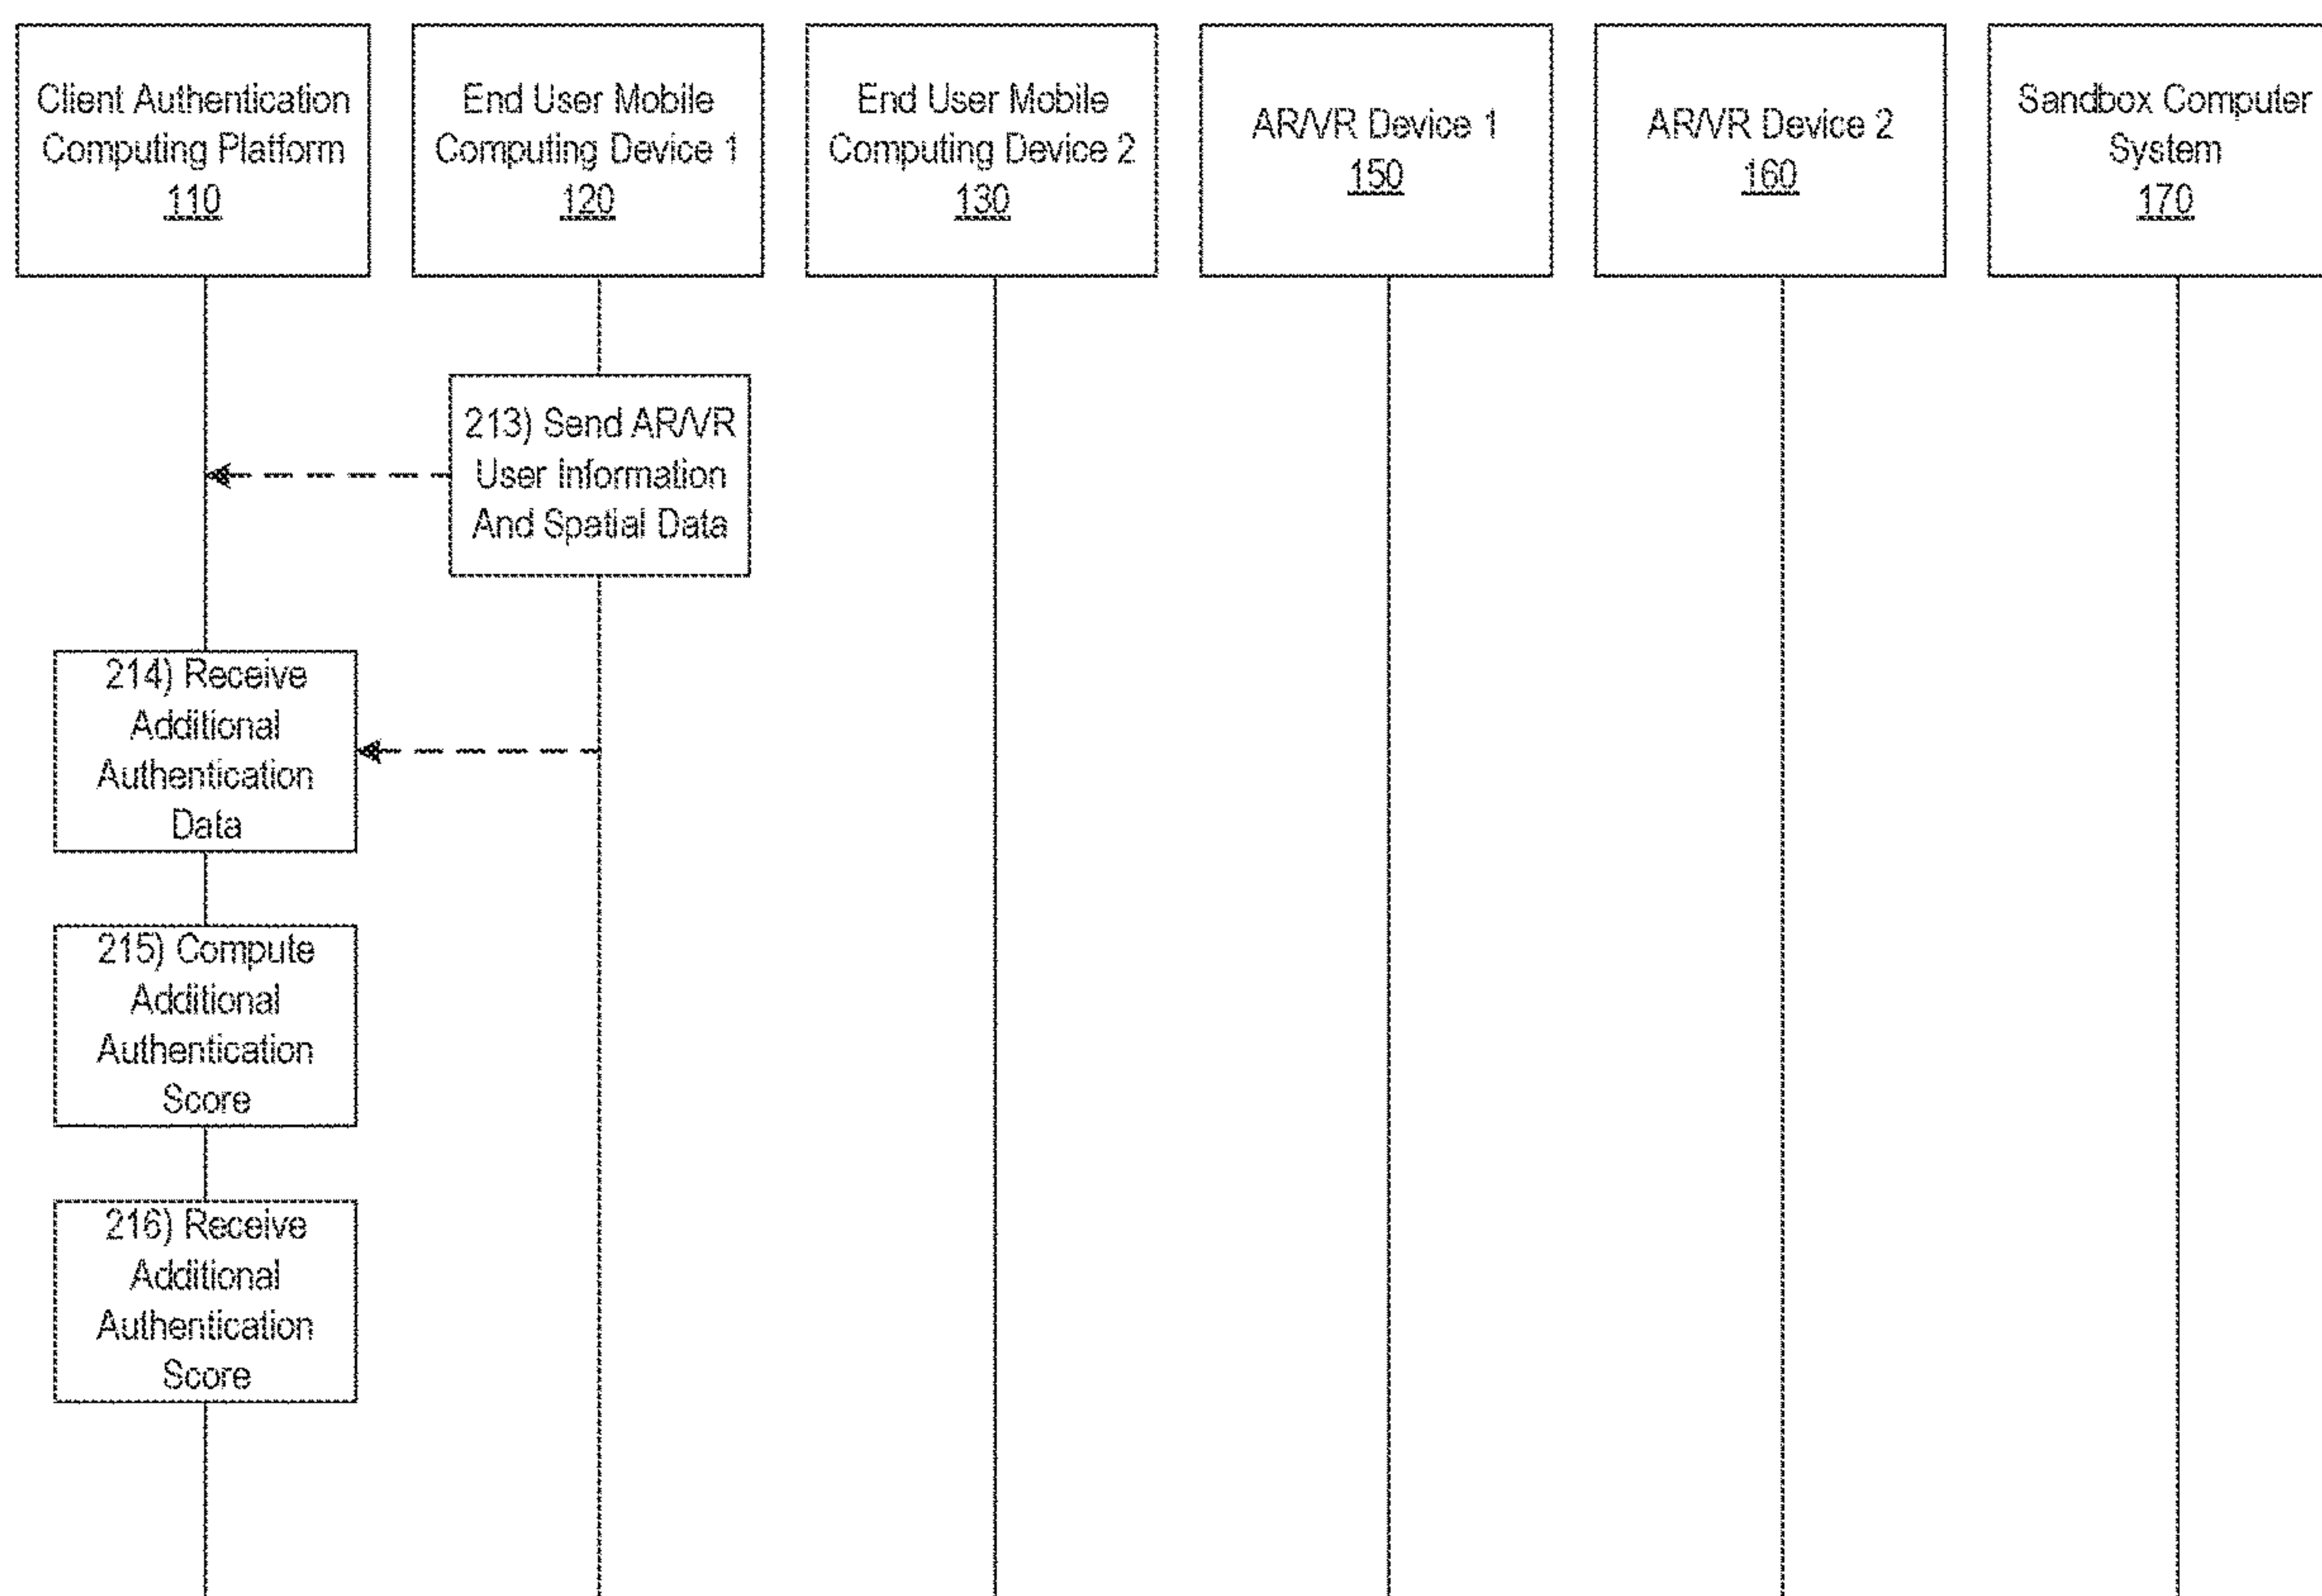 Client Authentication
Computing Platform
110
End User Mobile
Computing Device 1
120
End User Mobile
Computing Device 2
130
AR/VR Device 1
150
AR/VR Device 2
160
Sandbox Computer
System
170
213) Send AR/VR
User Information
And Spatial Data
214) Receive
Additional
Authentication
Data
215) Compute
Additional
Authentication
Score
216) Receive
Additional
Authentication
Score